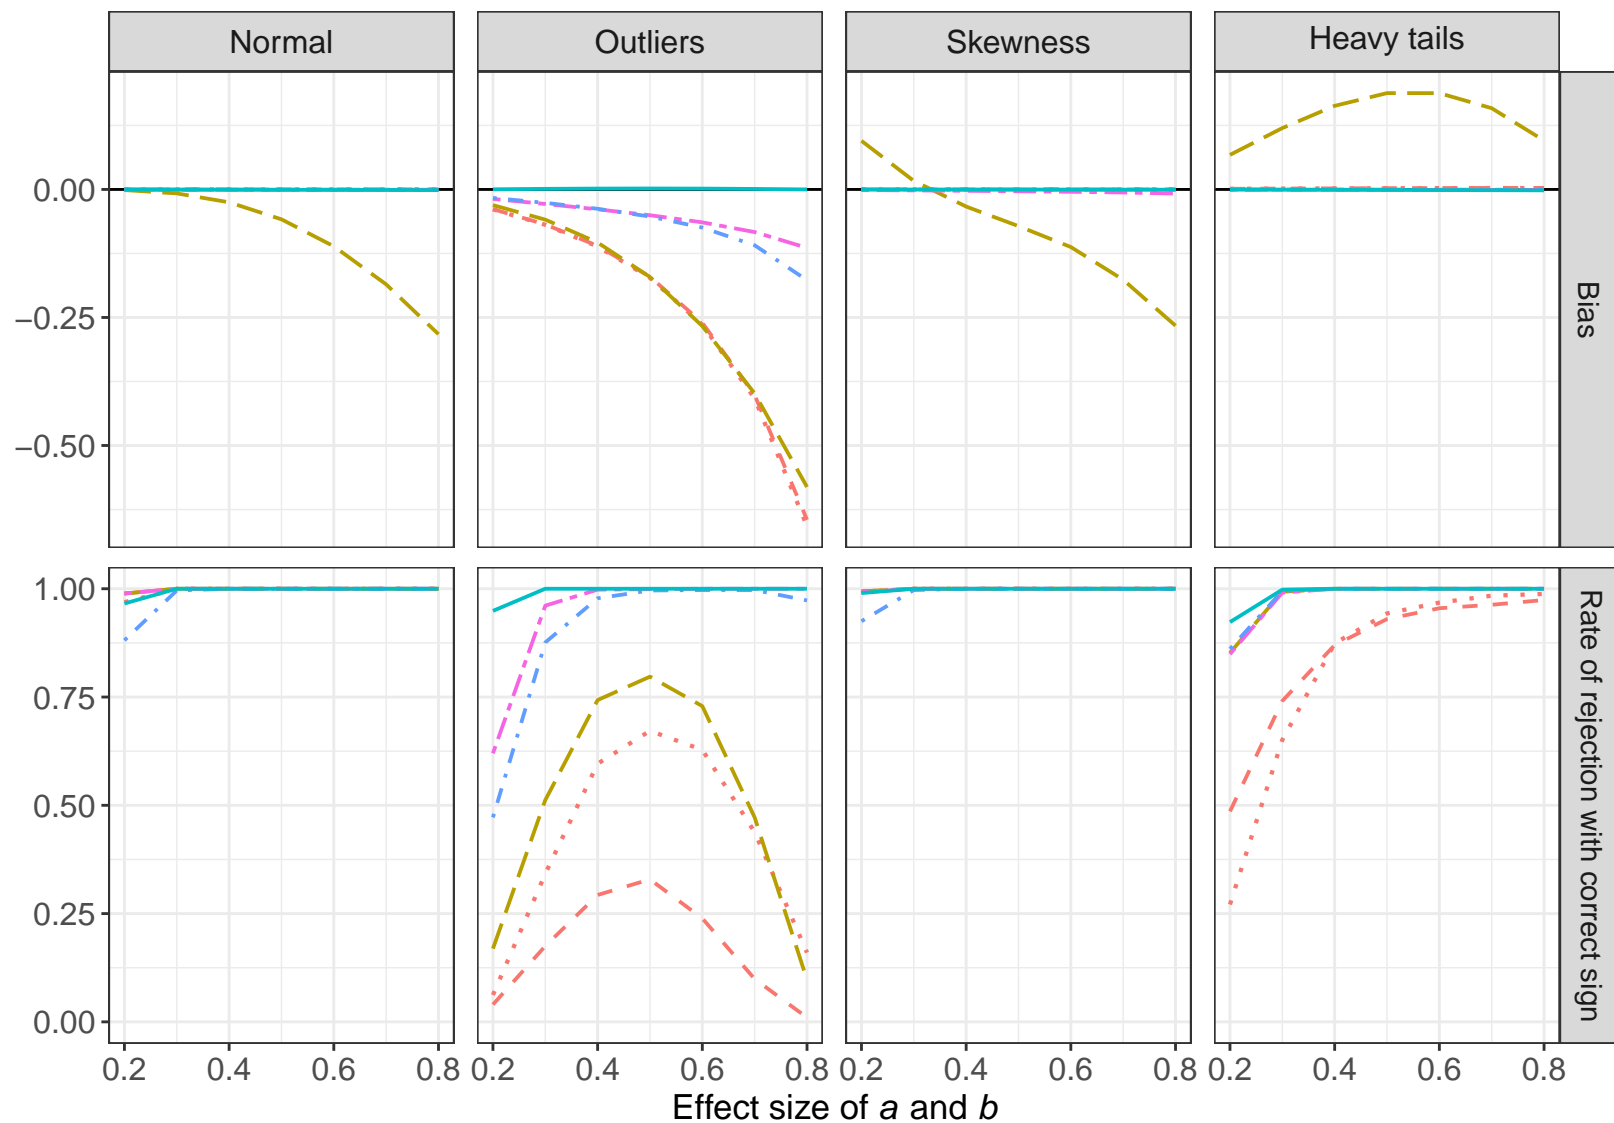 Normal Outliers Skewness Heavy tails
0.00
−0.25
−0.50
Bias
1.00
0.75
0.50
0.25
0.00
Rate of rejection with correct sign
0.2 0.4 0.6 0.8 0.2 0.4 0.6 0.8 0.2 0.4 0.6 0.8 0.2 0.4 0.6 0.8
Effect size of a and b